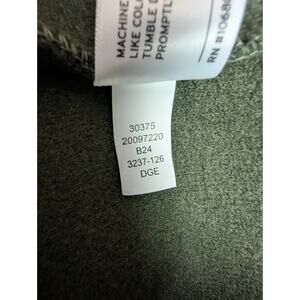 MACHINE
LIKE COLO
TUMBLE D
PROMPTL
RN #1068
30375
20097220
B24
3237-126
DGE